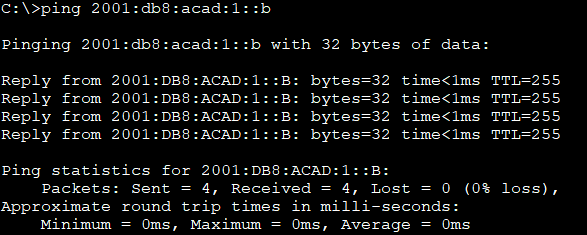 C:\>ping 2001:db8:acad:1::b
Pinging 2001:db8:acad:1::b with 32 bytes of data:
Reply from 2001:DB8:ACAD:1::B: bytes=32 time<1ms TTL=255
Reply from 2001:DB8:ACAD:1::B: bytes=32 time<1ms TTL=255
Reply from 2001:DB8:ACAD:1::B: bytes=32 time<1ms TTL=255
Reply from 2001:DB8:ACAD:1::B: bytes=32 time<1ms TTL=255
Ping statistics for 2001:DB8:ACAD:1::B:
    Packets: Sent = 4, Received = 4, Lost = 0 (0% loss),
Approximate round trip times in milli-seconds:
    Minimum = 0ms, Maximum = 0ms, Average = 0ms